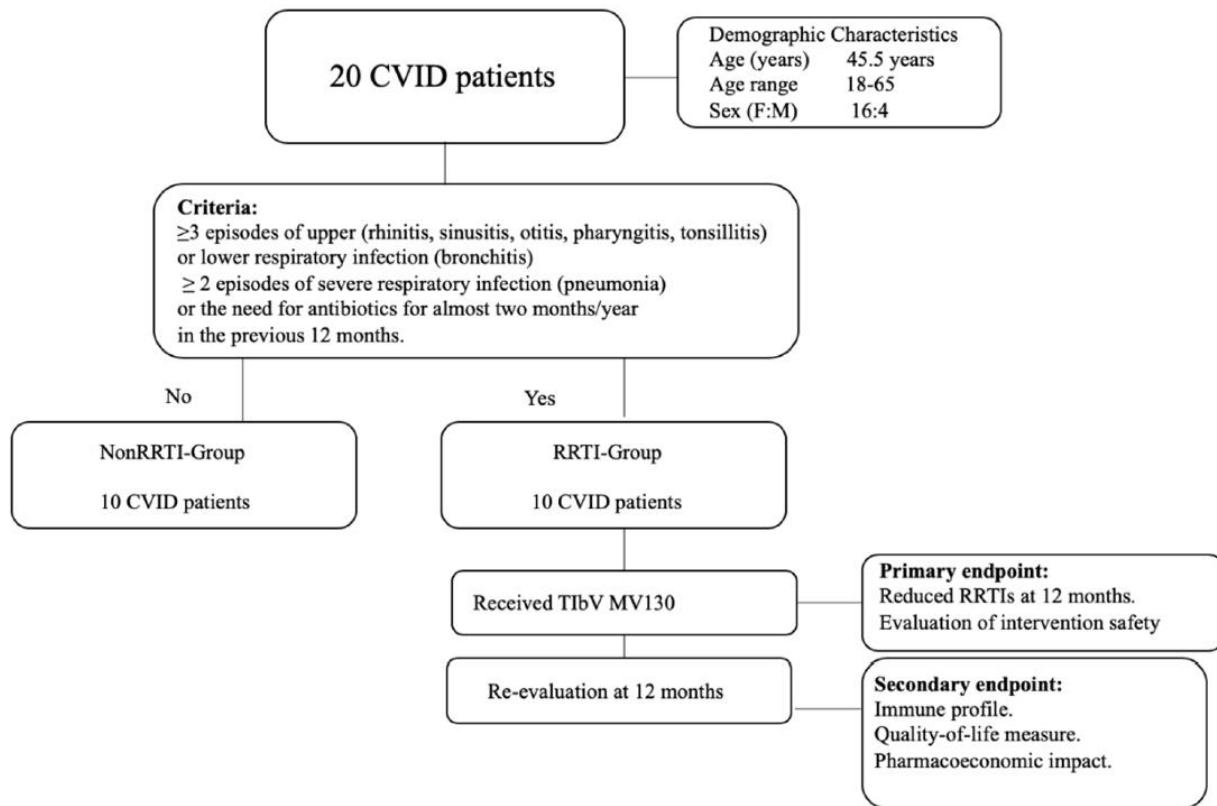 20 CVID patients
Demographic Characteristics
Age (years) 45.5 years
Age range 18-65
Sex (F:M) 16:4
Criteria:
≥3 episodes of upper (rhinitis, sinusitis, otitis, pharyngitis, tonsillitis)
or lower respiratory infection (bronchitis)
≥ 2 episodes of severe respiratory infection (pneumonia)
or the need for antibiotics for almost two months/year
in the previous 12 months.
No
Yes
NonRRTI-Group
10 CVID patients
RRTI-Group
10 CVID patients
Received TIbV MV130
Primary endpoint:
Reduced RRTIs at 12 months.
Evaluation of intervention safety
Re-evaluation at 12 months
Secondary endpoint:
Immune profile.
Quality-of-life measure.
Pharmacoeconomic impact.